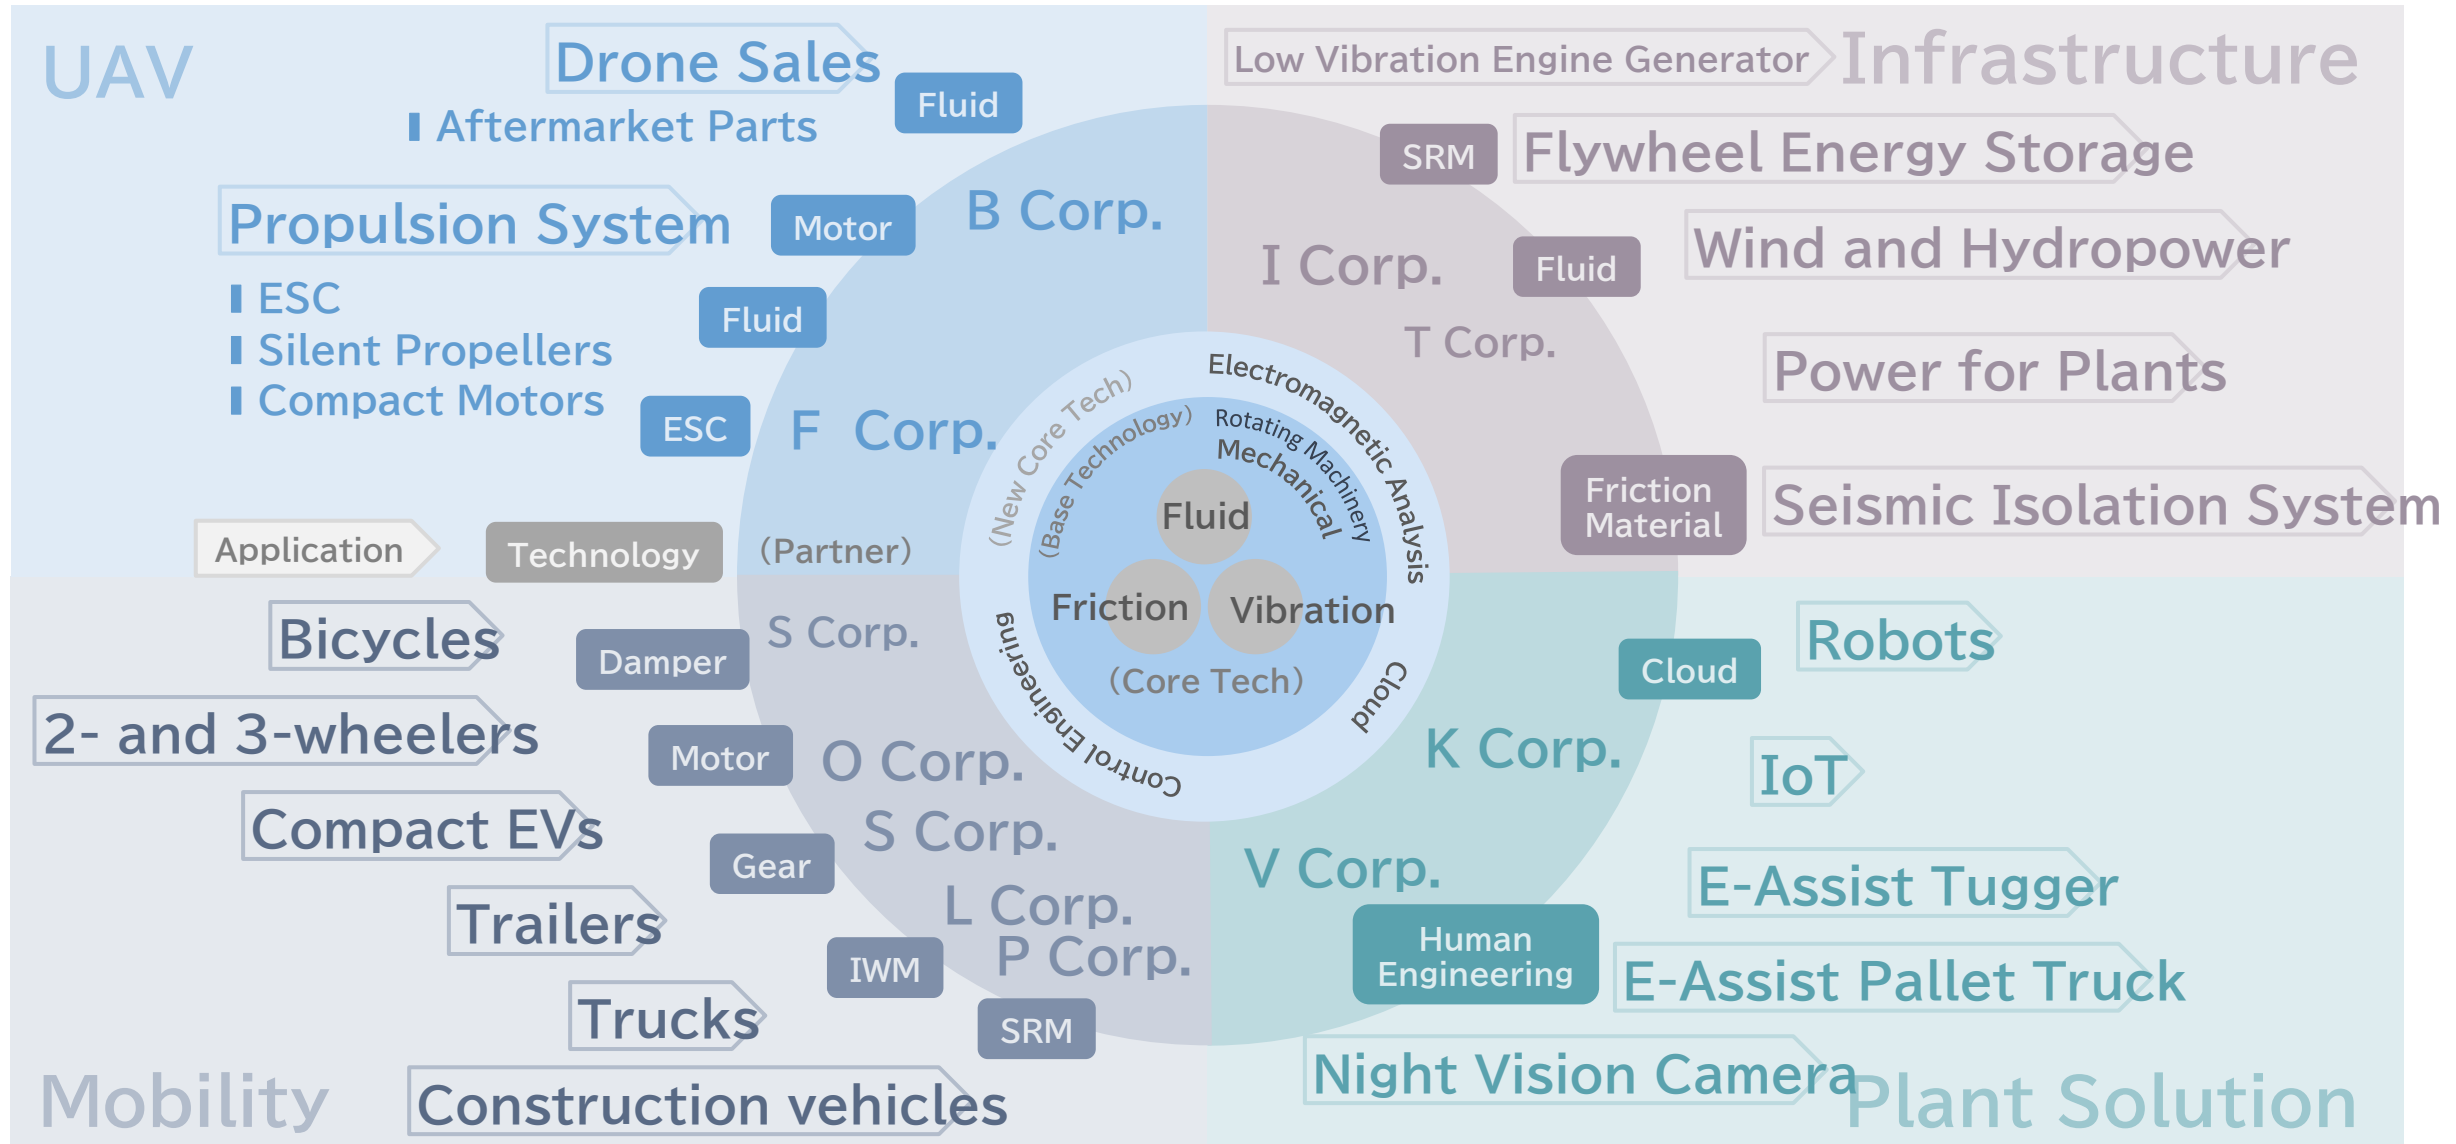 UAV
Drone Sales
Aftermarket Parts
Fluid
Propulsion System
Motor
B Corp.
ESC
Silent Propellers
Compact Motors
Fluid
ESC
F Corp.
Application
Technology
(Partner)
Low Vibration Engine Generator
Infrastructure
SRM
Flywheel Energy Storage
I Corp.
Fluid
Wind and Hydropower
T Corp.
Power for Plants
Friction
Material
Seismic Isolation System
(New Core Tech)
Electromagnetic Analysis
(Base Technology)
Rotating Machinery
Mechanical
Fluid
Friction
Vibration
(Core Tech)
Control Engineering
Cloud
Bicycles
Damper
S Corp.
2- and 3-wheelers
Motor
O Corp.
Compact EVs
S Corp.
Gear
Trailers
L Corp.
P Corp.
IWM
Trucks
SRM
Construction vehicles
Mobility
Cloud
Robots
K Corp.
IoT
V Corp.
E-Assist Tugger
Human
Engineering
E-Assist Pallet Truck
Night Vision Camera
Plant Solution